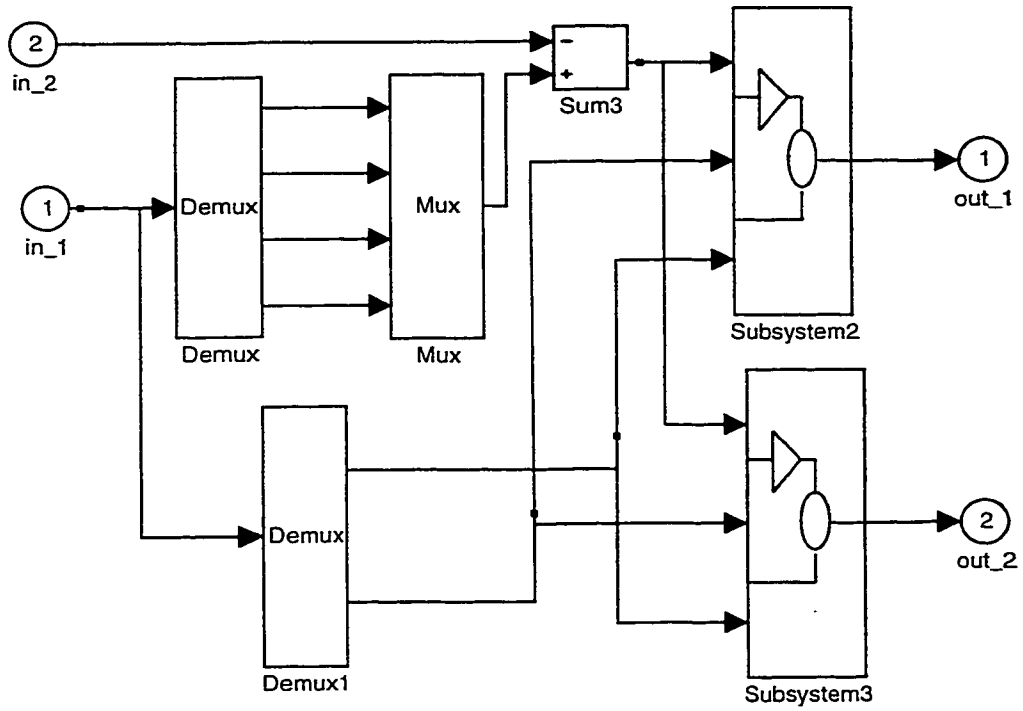 2
in_2
−
+
Sum3
1
in_1
Demux
Demux
Mux
Mux
Subsystem2
1
out_1
Demux
Demux1
Subsystem3
2
out_2